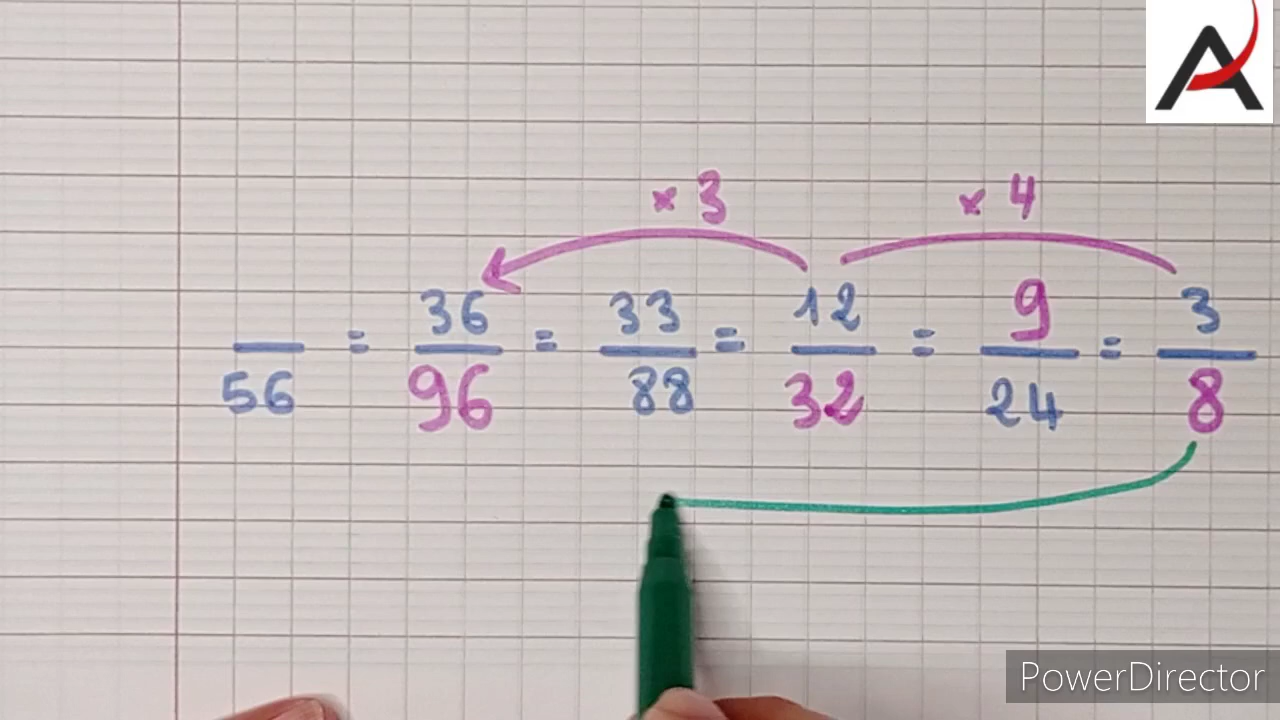 × 3 × 4
36 33 12 9 3
— = — = — = — = — = —
56 96 88 32 24 8
PowerDirector